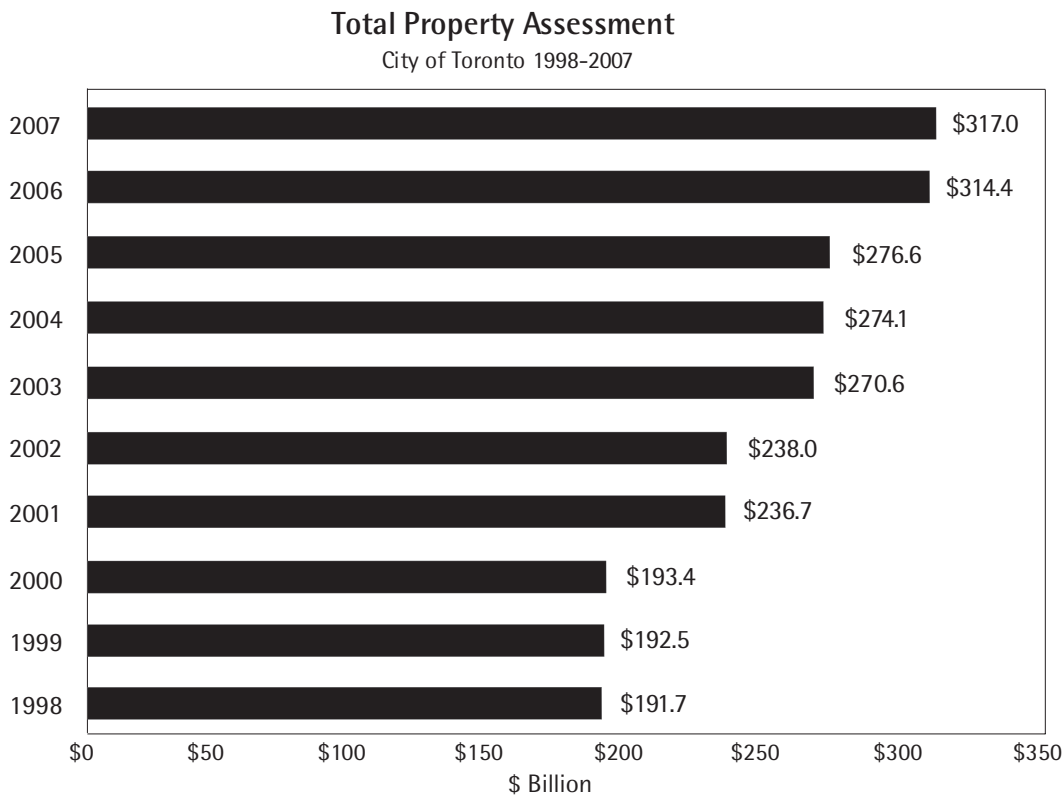 Total Property Assessment
City of Toronto 1998-2007
2007 $317.0
2006 $314.4
2005 $276.6
2004 $274.1
2003 $270.6
2002 $238.0
2001 $236.7
2000 $193.4
1999 $192.5
1998 $191.7
$0 $50 $100 $150 $200 $250 $300 $350
$ Billion